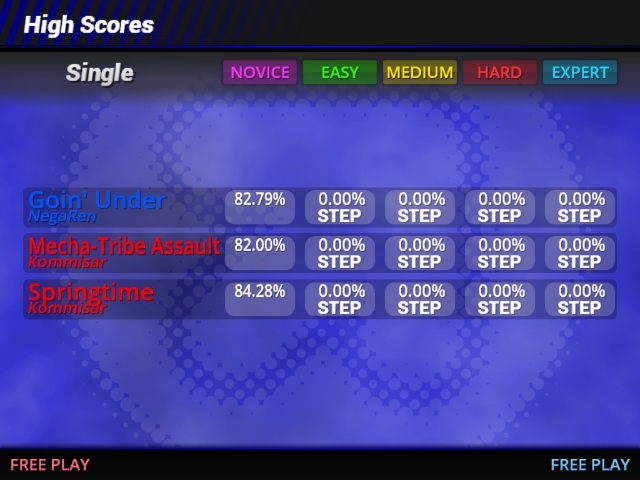 High Scores
Single NOVICE EASY MEDIUM HARD EXPERT
Goin' Under 82.79% 0.00% 0.00% 0.00% 0.00%
NegaRen STEP STEP STEP STEP
Mecha-Tribe Assault 82.00% 0.00% 0.00% 0.00% 0.00%
Kommisar STEP STEP STEP STEP
Springtime 84.28% 0.00% 0.00% 0.00% 0.00%
Kommisar STEP STEP STEP STEP
FREE PLAY FREE PLAY